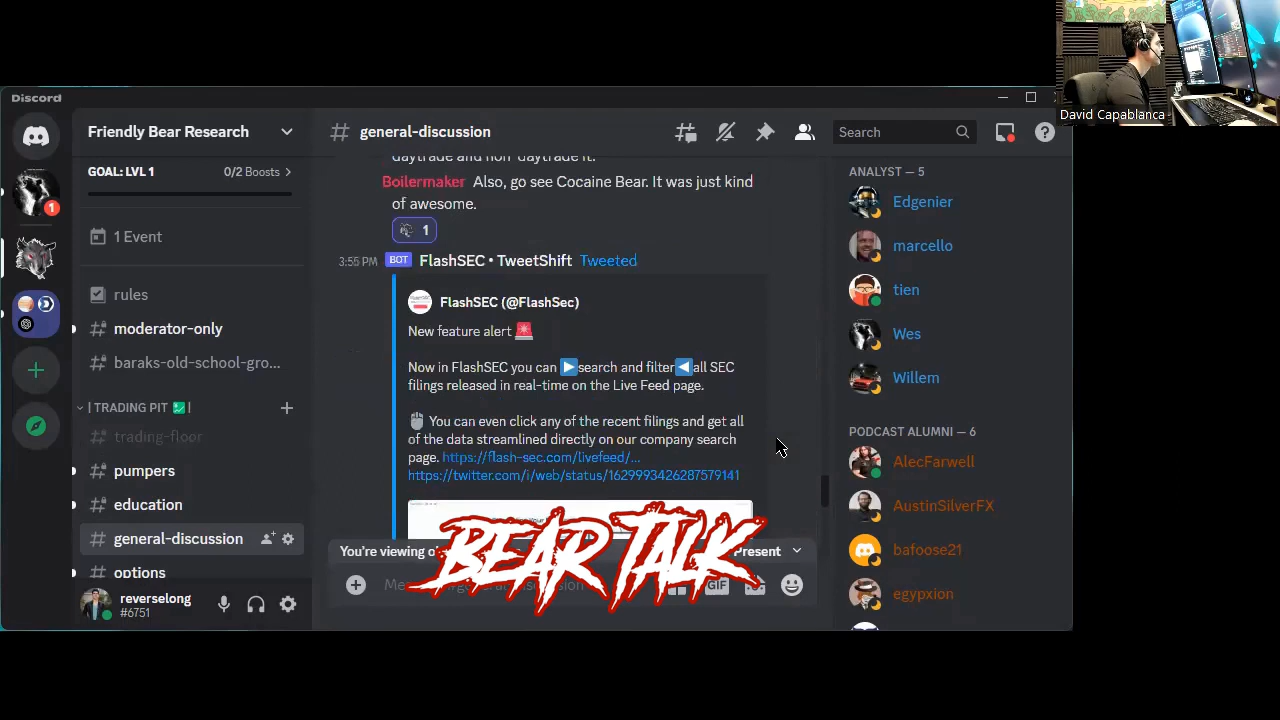 David Capablanca
Discord
Friendly Bear Research
GOAL: LVL 1
0/2 Boosts
1 Event
rules
moderator-only
baraks-old-school-gro...
| TRADING PIT |
trading-floor
pumpers
education
general-discussion
options
reverselong
#6751
general-discussion
Search
daytrade and non-daytrade it.
Boilermaker Also, go see Cocaine Bear. It was just kind
of awesome.
1
3:55 PM BOT FlashSEC • TweetShift Tweeted
FlashSEC (@FlashSec)
New feature alert
Now in FlashSEC you can search and filter all SEC
filings released in real-time on the Live Feed page.
You can even click any of the recent filings and get all
of the data streamlined directly on our company search
page. https://flash-sec.com/livefeed/...
https://twitter.com/i/web/status/1629993426287579141
You're viewing
Present
GIF
BEAR TALK
ANALYST — 5
Edgenier
marcello
tien
Wes
Willem
PODCAST ALUMNI — 6
AlecFarwell
AustinSilverFX
bafoose21
egypxion
1